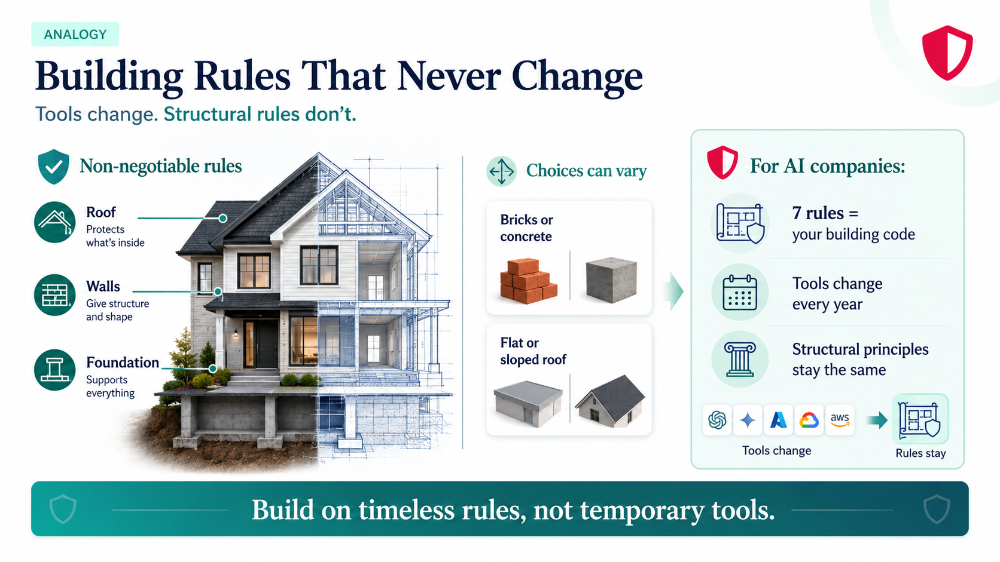 ANALOGY
Building Rules That Never Change
Tools change. Structural rules don't.
Non-negotiable rules
Roof
Protects
what's inside
Walls
Give structure
and shape
Foundation
Supports
everything
Choices can vary
Bricks or
concrete
Flat or
sloped roof
For AI companies:
7 rules =
your building code
Tools change
every year
Structural principles
stay the same
aws
Tools change
Rules stay
Build on timeless rules, not temporary tools.